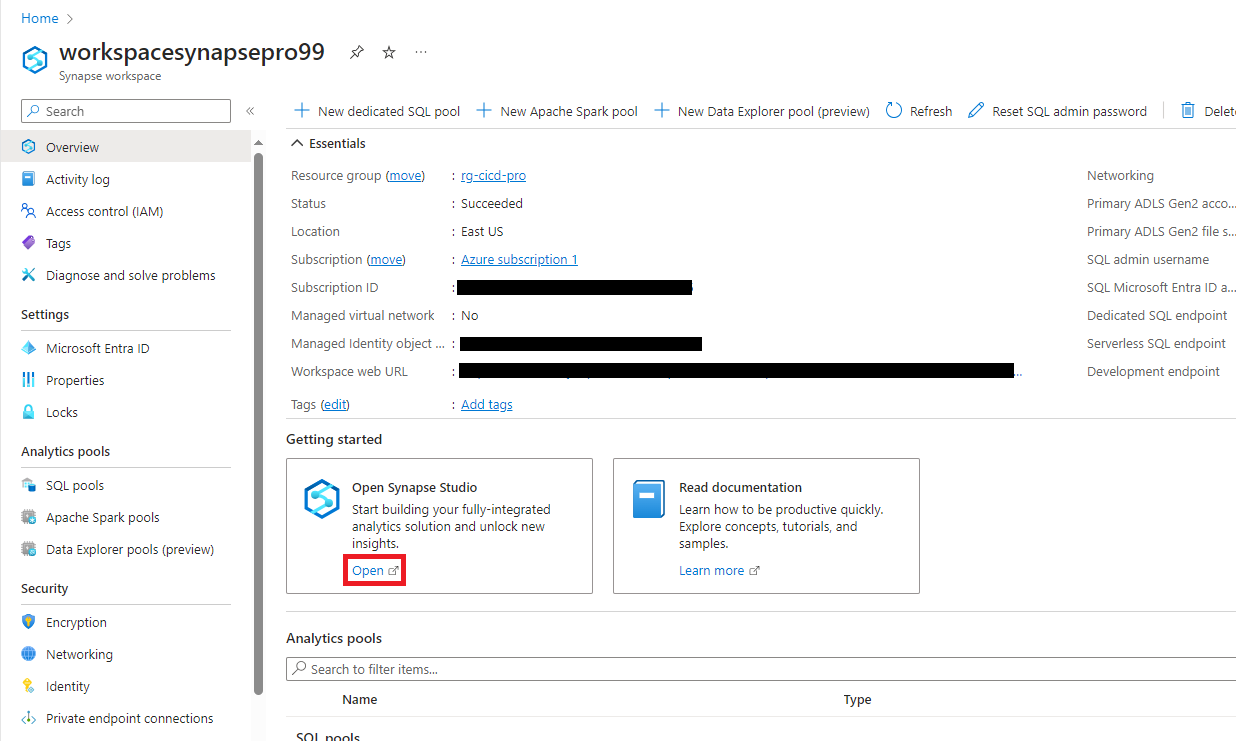 Home
workspacesynapsepro99 ...
Synapse workspace
Search
Overview
Activity log
Access control (IAM)
Tags
Diagnose and solve problems
Settings
Microsoft Entra ID
Properties
Locks
Analytics pools
SQL pools
Apache Spark pools
Data Explorer pools (preview)
Security
Encryption
Networking
Identity
Private endpoint connections
New dedicated SQL pool New Apache Spark pool New Data Explorer pool (preview) Refresh Reset SQL admin password Delete
Essentials
Resource group (move) : rg-cicd-pro
Status : Succeeded
Location : East US
Subscription (move) : Azure subscription 1
Subscription ID :
Managed virtual network : No
Managed Identity object ... :
Workspace web URL : ...
Tags (edit) : Add tags
Networking
Primary ADLS Gen2 acco...
Primary ADLS Gen2 file s...
SQL admin username
SQL Microsoft Entra ID a...
Dedicated SQL endpoint
Serverless SQL endpoint
Development endpoint
Getting started
Open Synapse Studio
Start building your fully-integrated
analytics solution and unlock new
insights.
Open
Read documentation
Learn how to be productive quickly.
Explore concepts, tutorials, and
samples.
Learn more
Analytics pools
Search to filter items...
Name Type
SQL pools